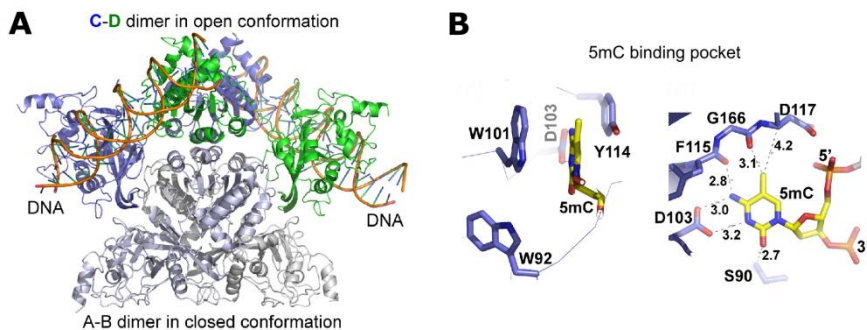 A
C-D dimer in open conformation
DNA
DNA
A-B dimer in closed conformation
B
5mC binding pocket
W101
D103
Y114
5mC
W92
G166
D117
F115
4.2
3.1
5'
2.8
5mC
D103
3.0
3.2
2.7
3
S90